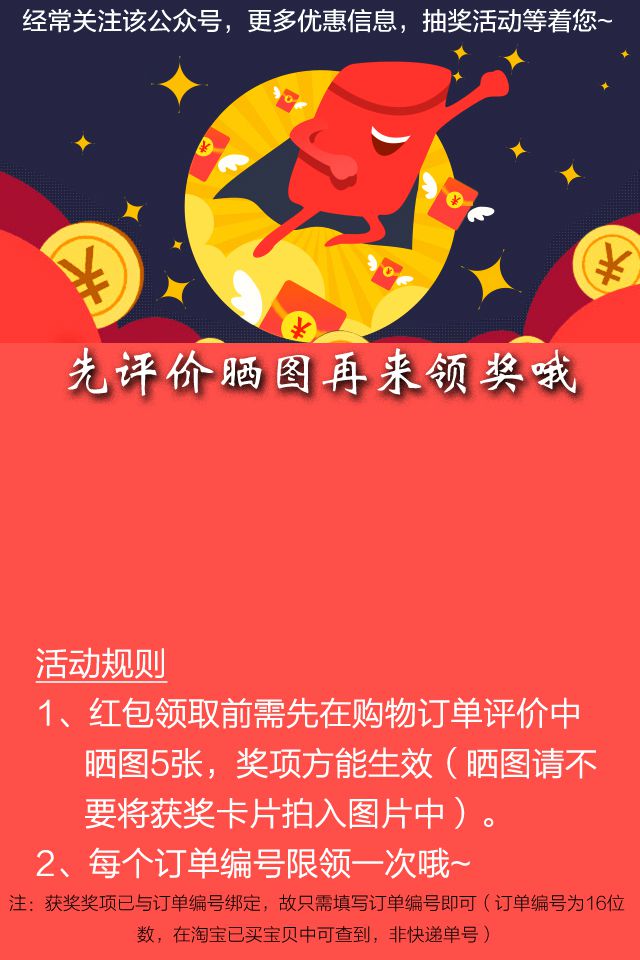 经常关注该公众号，更多优惠信息，抽奖活动等着您~
先评价晒图再来领奖哦
活动规则
1、红包领取前需先在购物订单评价中
晒图5张，奖项方能生效（晒图请不
要将获奖卡片拍入图片中）。
2、每个订单编号限领一次哦~
注：获奖奖项已与订单编号绑定，故只需填写订单编号即可（订单编号为16位
数，在淘宝已买宝贝中可查到，非快递单号）